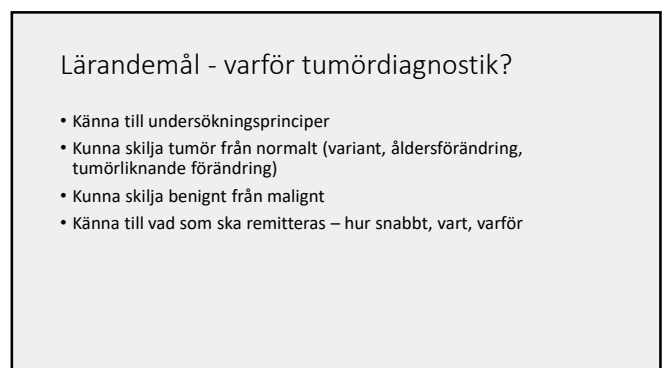 Lärandemål - varför tumördiagnostik?
• Känna till undersökningsprinciper
• Kunna skilja tumör från normalt (variant, åldersförändring,
tumörliknande förändring)
• Kunna skilja benignt från malignt
• Känna till vad som ska remitteras – hur snabbt, vart, varför